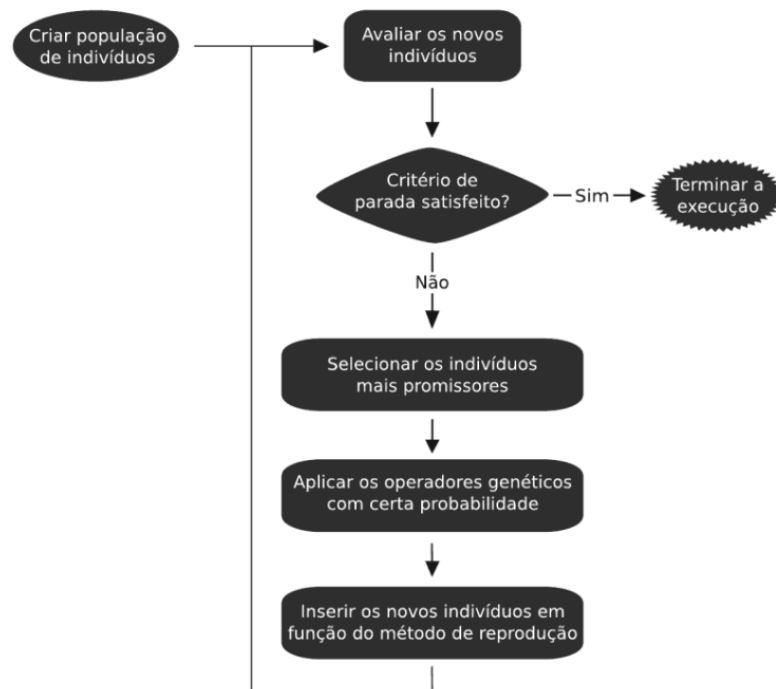 Criar população
de indivíduos
Avaliar os novos
indivíduos
Critério de
parada satisfeito?
Sim
Terminar a
execução
Não
Selecionar os indivíduos
mais promissores
Aplicar os operadores genéticos
com certa probabilidade
Inserir os novos indivíduos em
função do método de reprodução